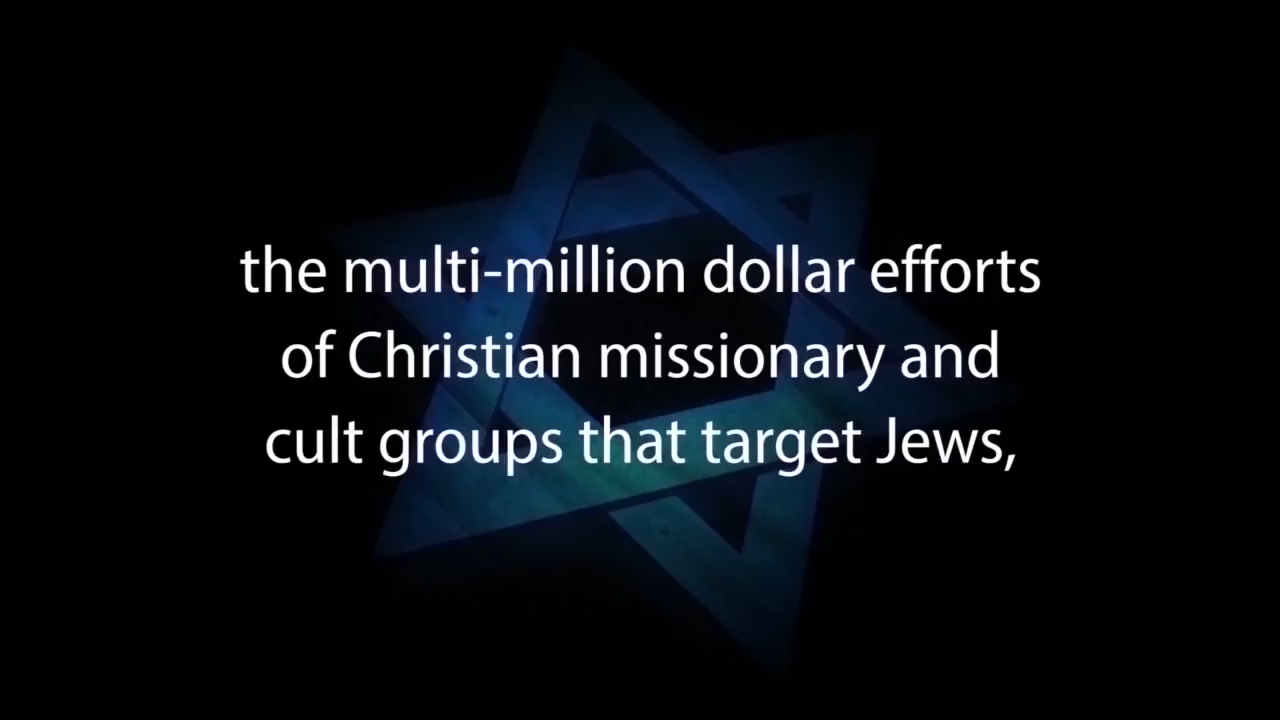 the multi-million dollar efforts
of Christian missionary and
cult groups that target Jews,